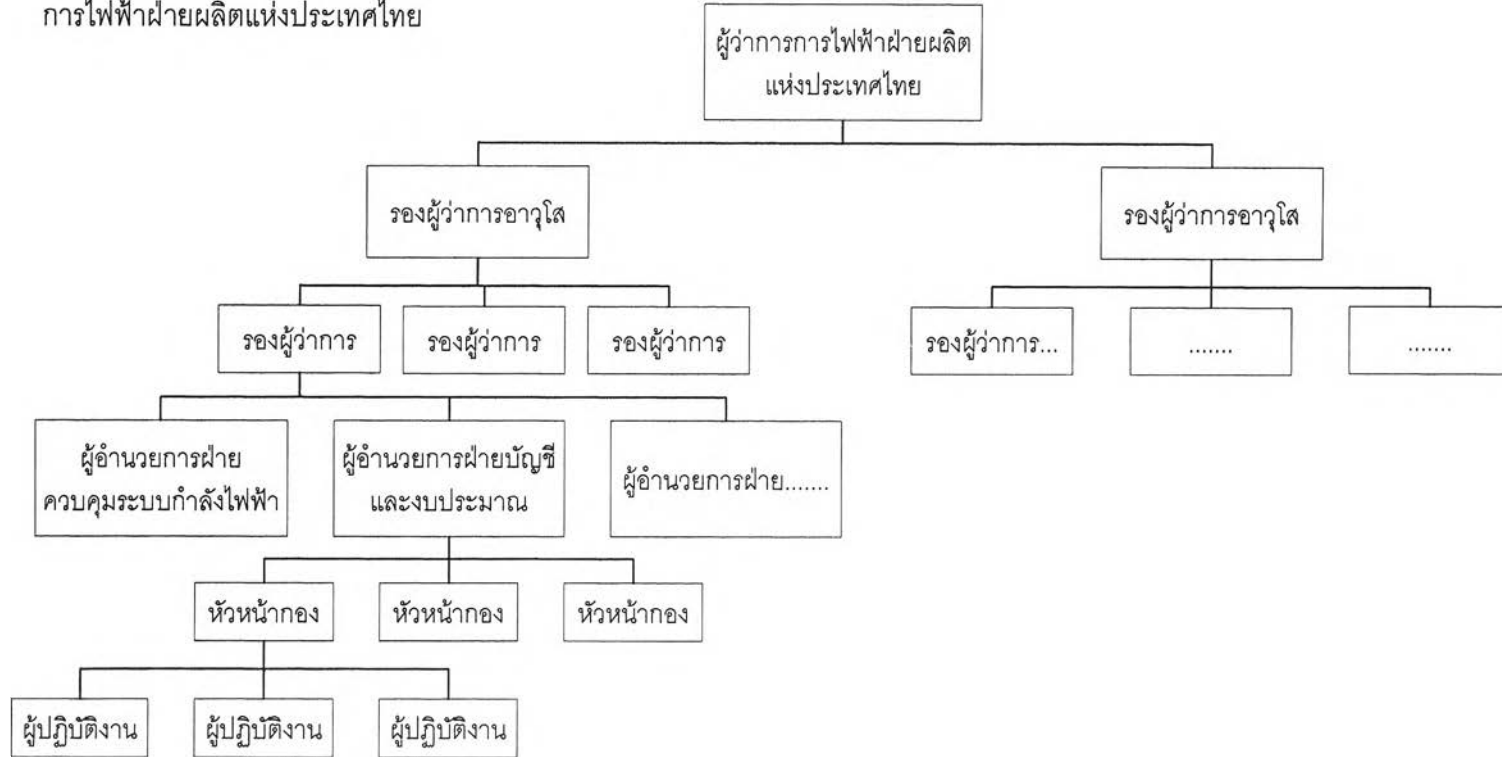 การไฟฟ้าฝ่ายผลิตแห่งประเทศไทย
ผู้ว่าการการไฟฟ้าฝ่ายผลิต
แห่งประเทศไทย
รองผู้ว่าการอาวุโส
รองผู้ว่าการอาวุโส
รองผู้ว่าการ
รองผู้ว่าการ
รองผู้ว่าการ
รองผู้ว่าการ...
.......
.......
ผู้อำนวยการฝ่าย
ควบคุมระบบกำลังไฟฟ้า
ผู้อำนวยการฝ่ายบัญชี
และงบประมาณ
ผู้อำนวยการฝ่าย.......
หัวหน้ากอง
หัวหน้ากอง
หัวหน้ากอง
ผู้ปฏิบัติงาน
ผู้ปฏิบัติงาน
ผู้ปฏิบัติงาน